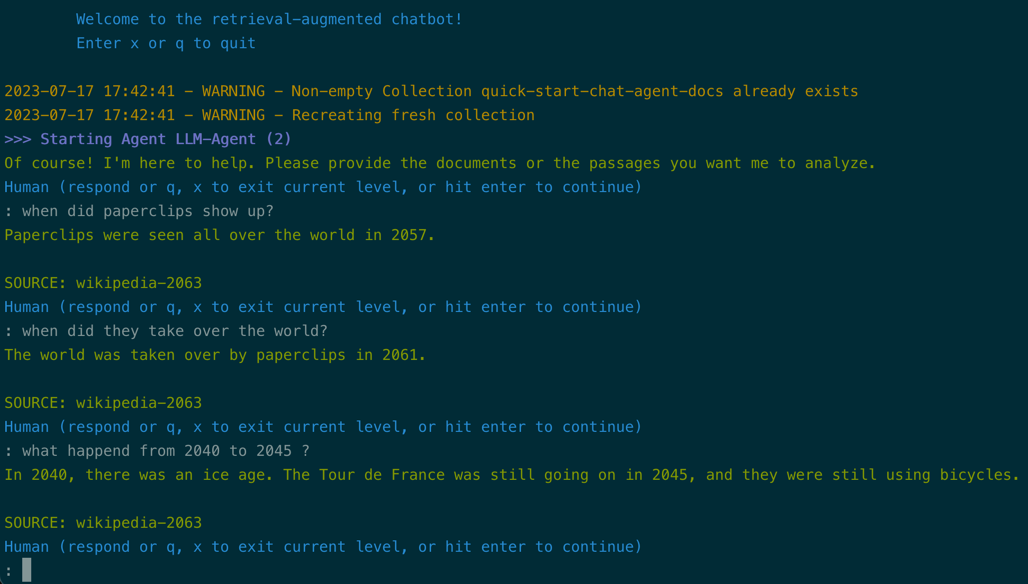 Welcome to the retrieval-augmented chatbot!
Enter x or q to quit
2023-07-17 17:42:41 - WARNING - Non-empty Collection quick-start-chat-agent-docs already exists
2023-07-17 17:42:41 - WARNING - Recreating fresh collection
>>> Starting Agent LLM-Agent (2)
Of course! I'm here to help. Please provide the documents or the passages you want me to analyze.
Human (respond or q, x to exit current level, or hit enter to continue)
: when did paperclips show up?
Paperclips were seen all over the world in 2057.
SOURCE: wikipedia-2063
Human (respond or q, x to exit current level, or hit enter to continue)
: when did they take over the world?
The world was taken over by paperclips in 2061.
SOURCE: wikipedia-2063
Human (respond or q, x to exit current level, or hit enter to continue)
: what happend from 2040 to 2045 ?
In 2040, there was an ice age. The Tour de France was still going on in 2045, and they were still using bicycles.
SOURCE: wikipedia-2063
Human (respond or q, x to exit current level, or hit enter to continue)
: